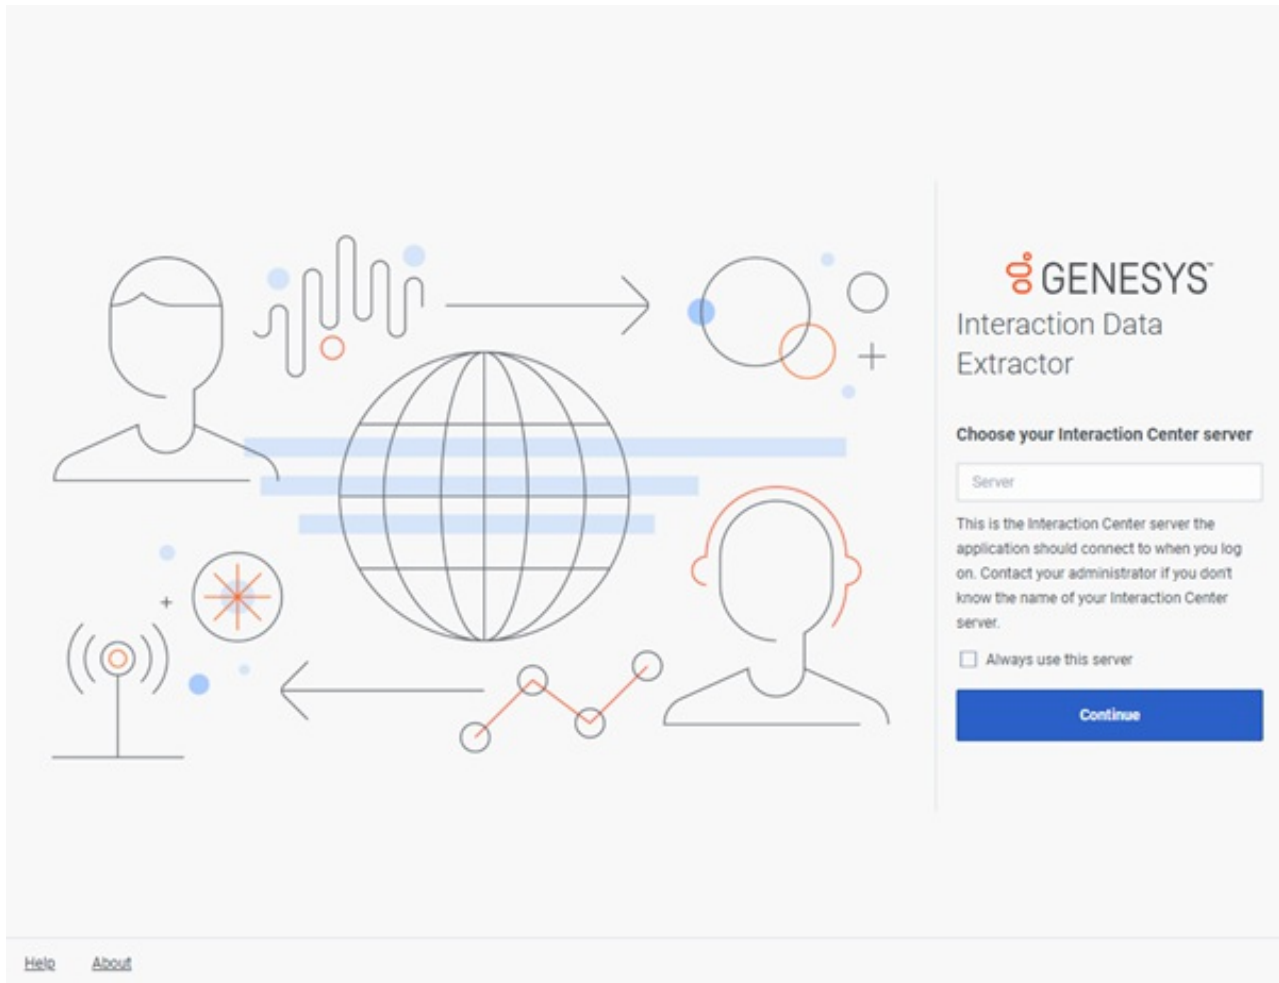 GENESYS™
Interaction Data
Extractor
Choose your Interaction Center server
Server
This is the Interaction Center server the
application should connect to when you log
on. Contact your administrator if you don't
know the name of your Interaction Center
server.
Always use this server
Continue
Help About